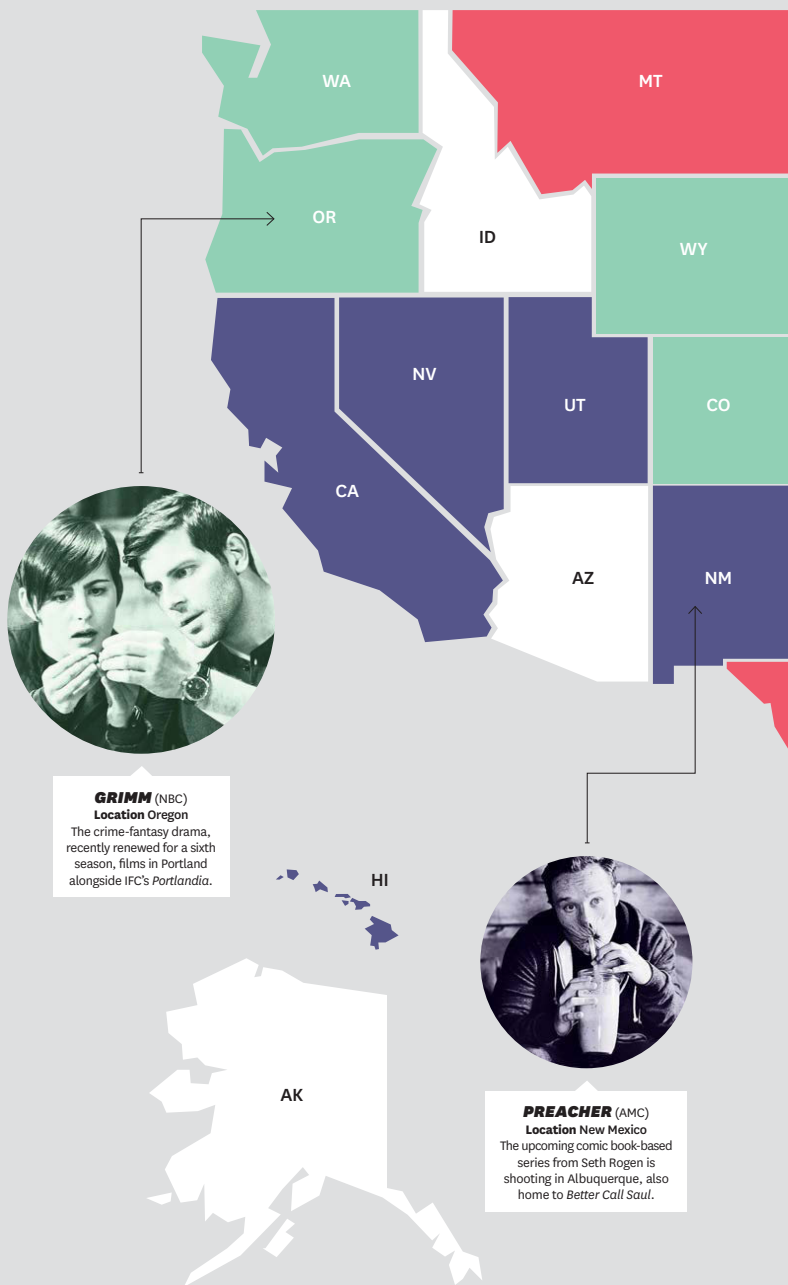 WA
MT
OR
ID
WY
NV
UT
CO
CA
AZ
NM
GRIMM (NBC)
Location Oregon
The crime-fantasy drama,
recently renewed for a sixth
season, films in Portland
alongside IFC's Portlandia.
HI
AK
PREACHER (AMC)
Location New Mexico
The upcoming comic book-based
series from Seth Rogen is
shooting in Albuquerque, also
home to Better Call Saul.